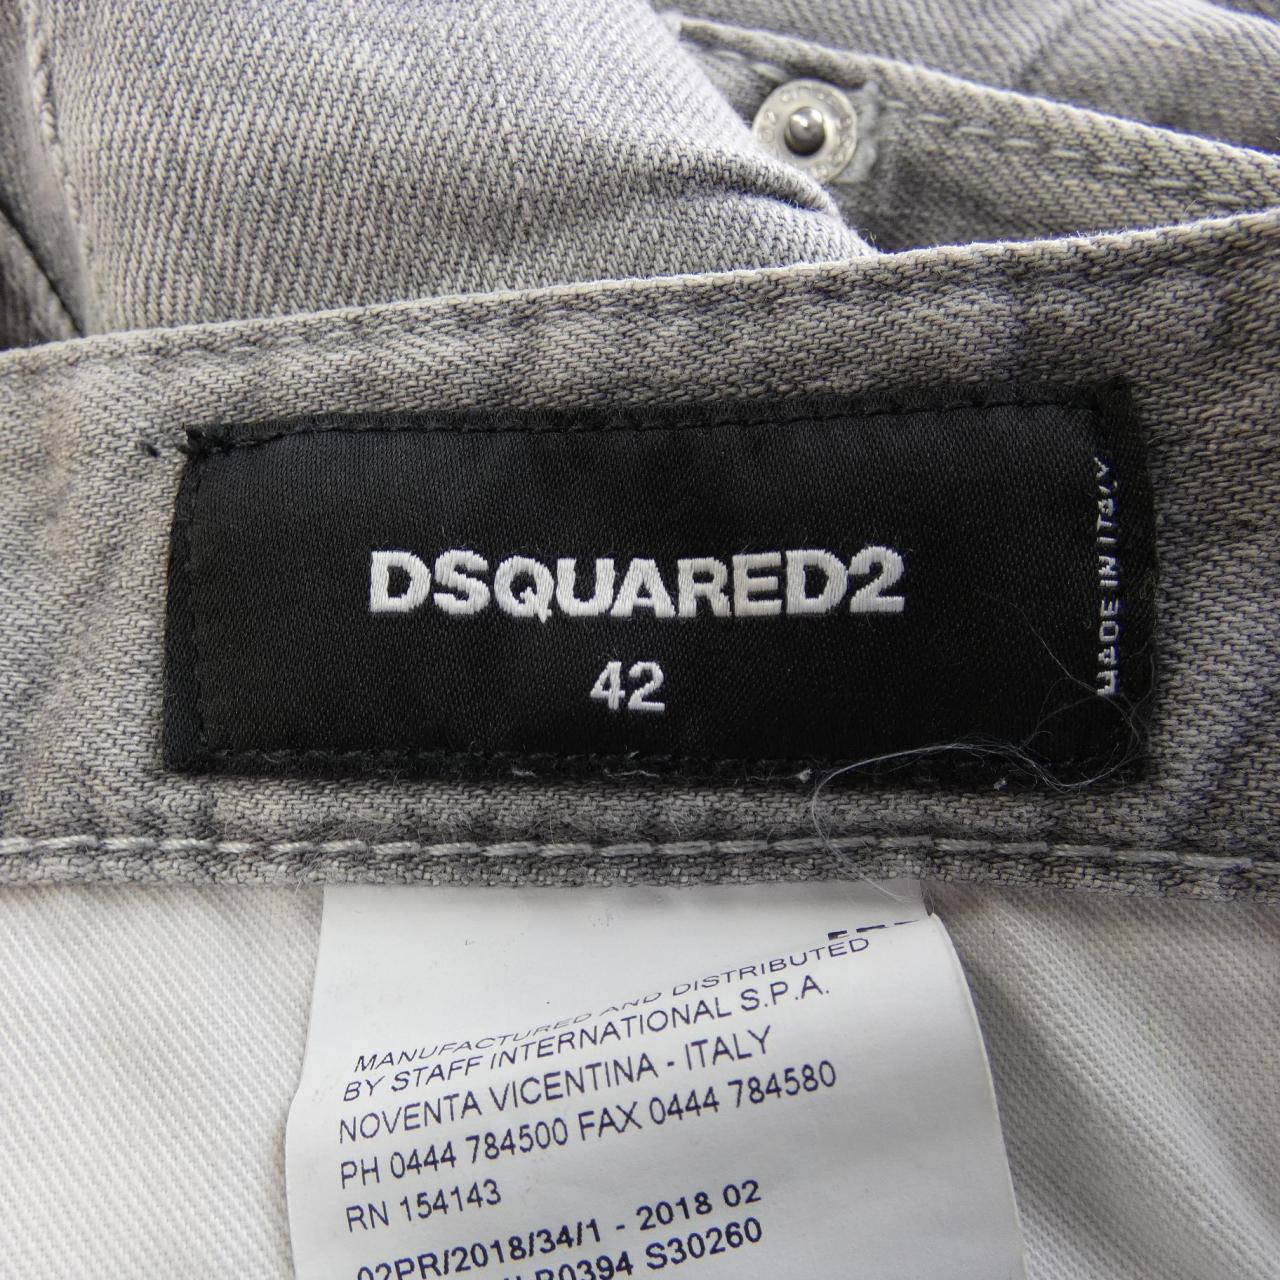 DSQUARED2
42
MADE IN ITALY
MANUFACTURED AND DISTRIBUTED
BY STAFF INTERNATIONAL S.P.A.
NOVENTA VICENTINA - ITALY
PH 0444 784500 FAX 0444 784580
RN 154143
02PR/2018/34/1 - 2018 02
R0394 S30260